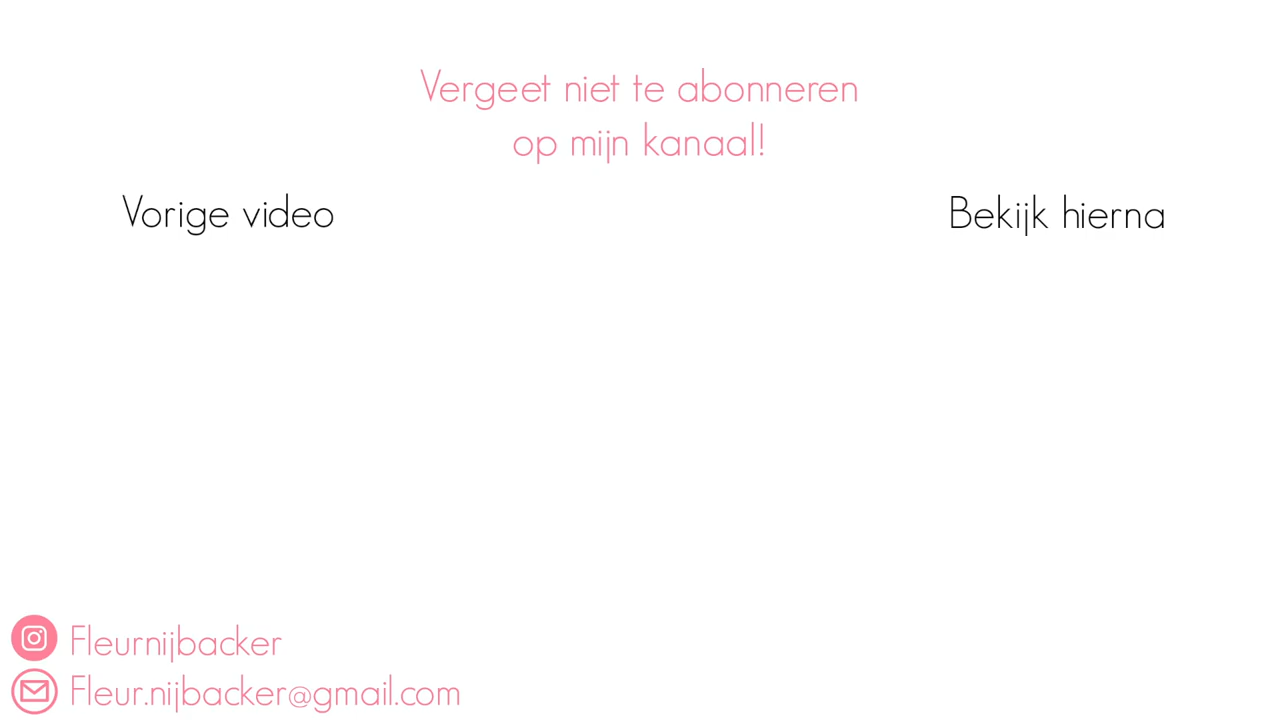 Vergeet niet te abonneren
op mijn kanaal!
Vorige video
Bekijk hierna
Fleurnijbacker
Fleur.nijbacker@gmail.com